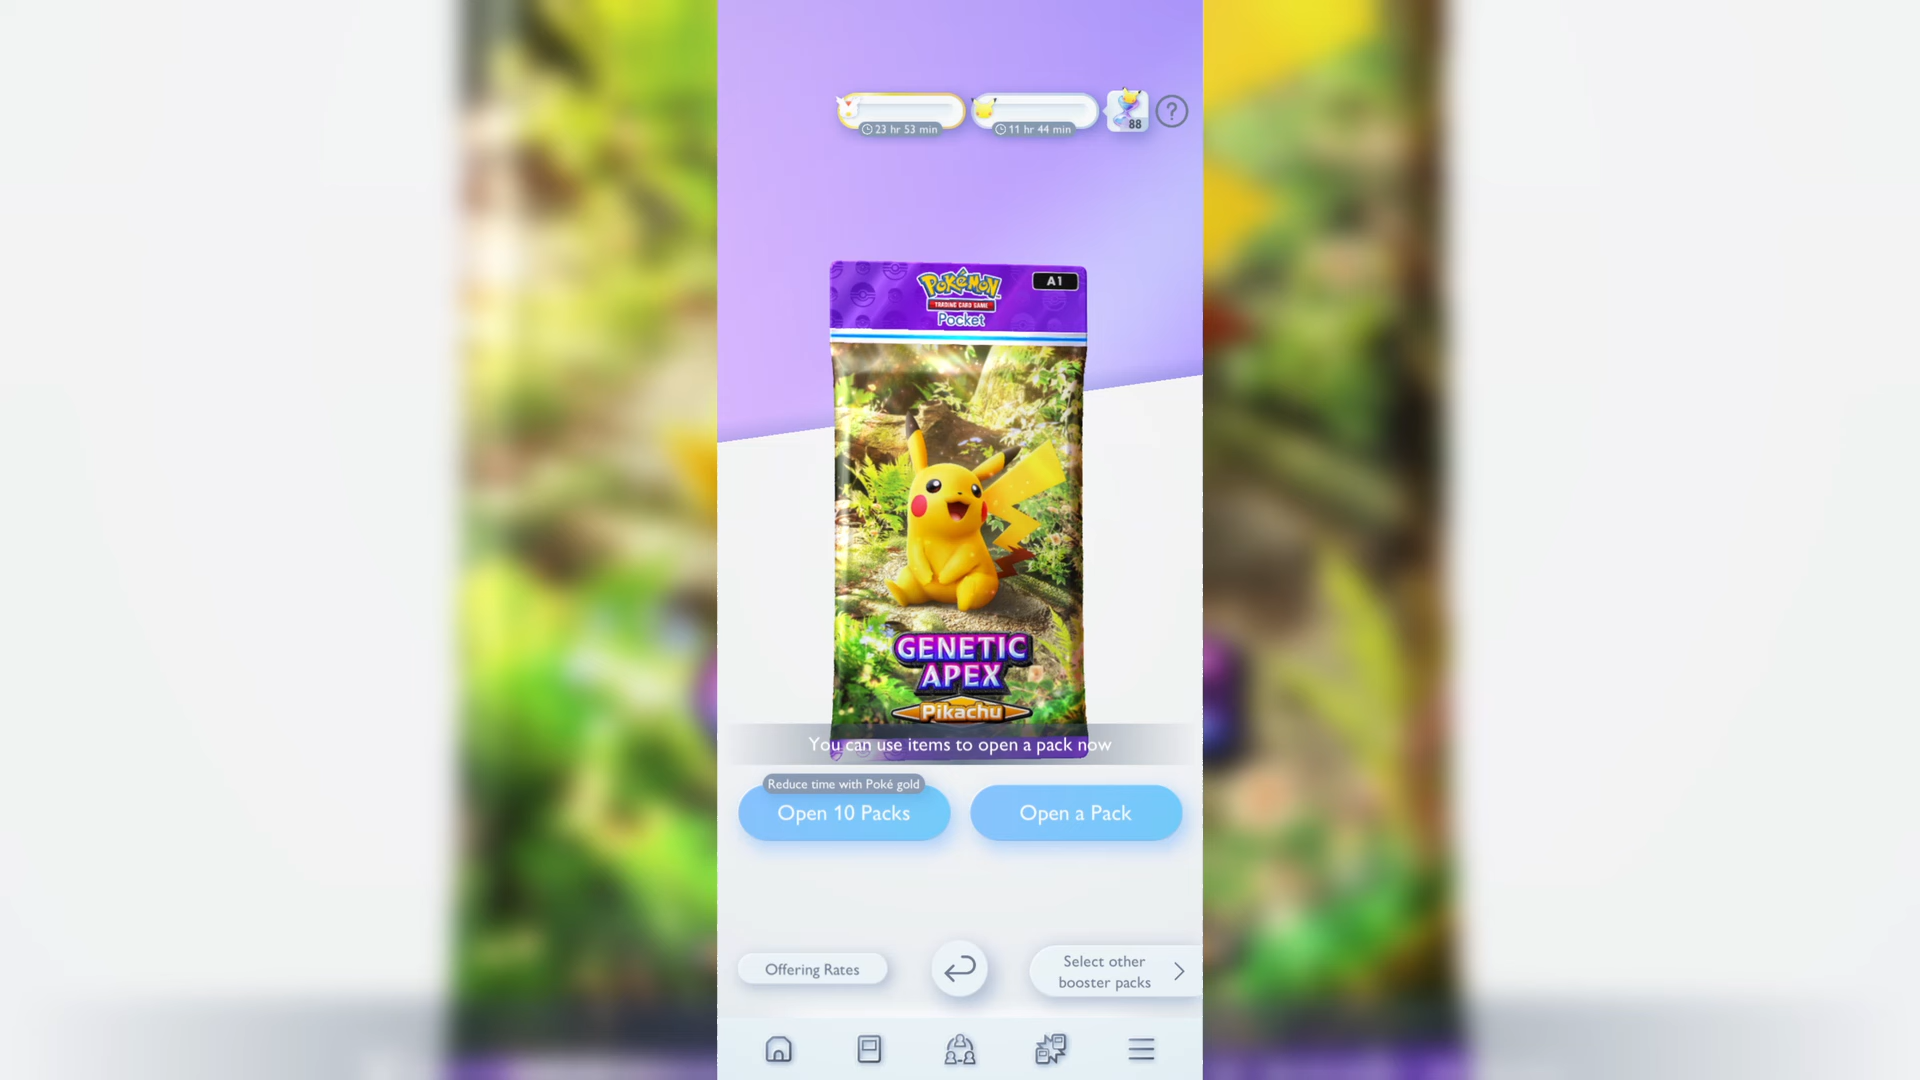 23 hr 53 min
11 hr 44 min
88
?
POKéMON
TRADING CARD GAME
Pocket
A1
GENETIC
APEX
Pikachu
You can use items to open a pack now
Reduce time with Poké gold
Open 10 Packs
Open a Pack
Offering Rates
Select other
booster packs